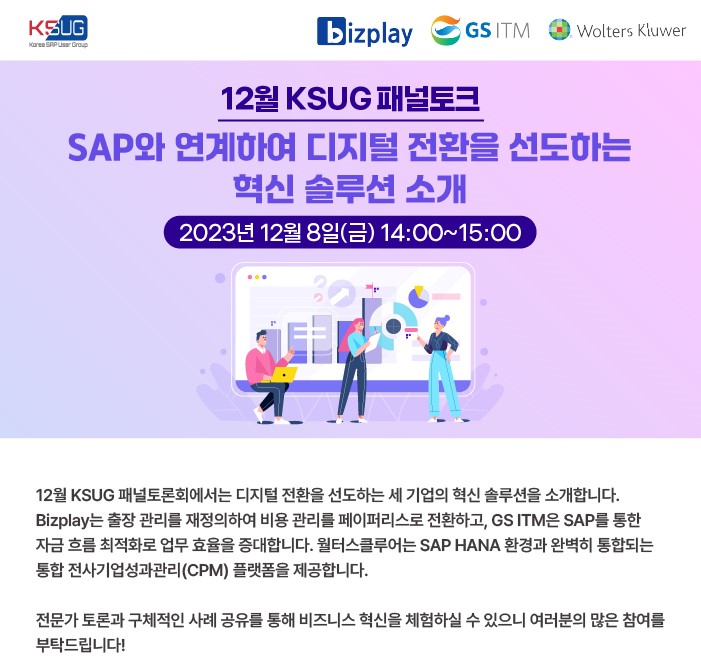 KSUG
Korea SAP User Group
bizplay
GS ITM
Wolters Kluwer
12월 KSUG 패널토크
SAP와 연계하여 디지털 전환을 선도하는
혁신 솔루션 소개
2023년 12월 8일(금) 14:00~15:00
12월 KSUG 패널토론회에서는 디지털 전환을 선도하는 세 기업의 혁신 솔루션을 소개합니다.
Bizplay는 출장 관리를 재정의하여 비용 관리를 페이퍼리스로 전환하고, GS ITM은 SAP를 통한
자금 흐름 최적화로 업무 효율을 증대합니다. 월터스클루어는 SAP HANA 환경과 완벽히 통합되는
통합 전사기업성과관리(CPM) 플랫폼을 제공합니다.
전문가 토론과 구체적인 사례 공유를 통해 비즈니스 혁신을 체험하실 수 있으니 여러분의 많은 참여를
부탁드립니다!